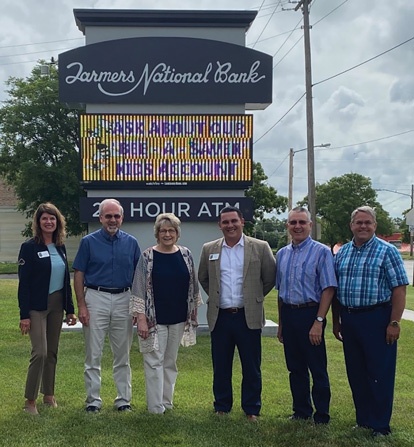 Farmers National Bank
ASK ABOUT OUR
"BEE - A - SAVER"
KIDS ACCOUNT
24 HOUR ATM